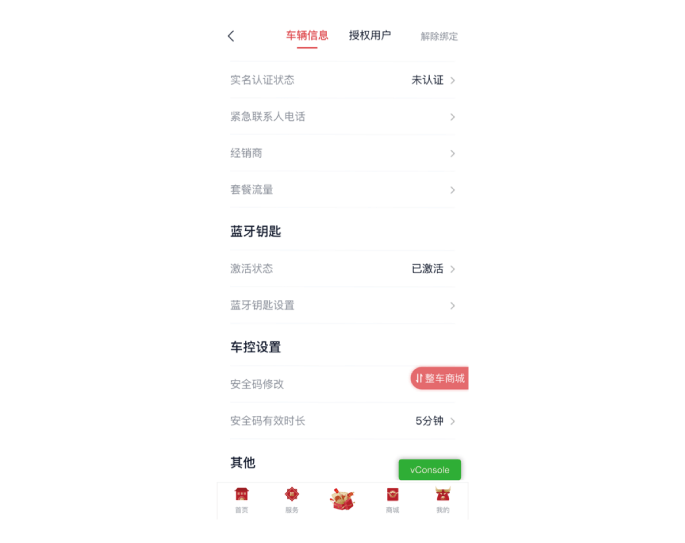 车辆信息 授权用户 解除绑定
实名认证状态 未认证
紧急联系人电话
经销商
套餐流量
蓝牙钥匙
激活状态 已激活
蓝牙钥匙设置
车控设置
安全码修改
整车商城
安全码有效时长 5分钟
其他
vConsole
首页 服务 商城 我的